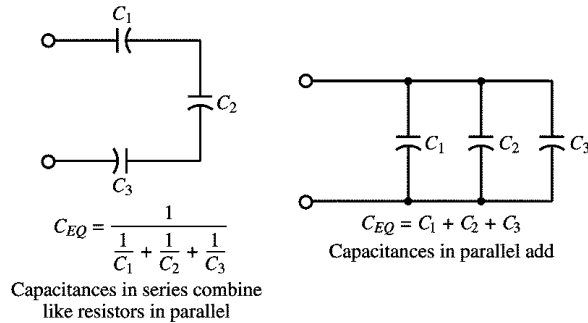 C1
C2
C3
CEQ = 1 / (1/C1 + 1/C2 + 1/C3)
Capacitances in series combine
like resistors in parallel
C1
C2
C3
CEQ = C1 + C2 + C3
Capacitances in parallel add